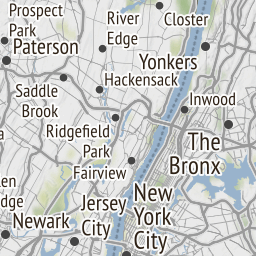 Prospect
Park
Paterson
River
Edge
Closter
Yonkers
Hackensack
Saddle
Brook
Inwood
Ridgefield
Park
The
Bronx
Fairview
Newark
Jersey
City
New
York
City